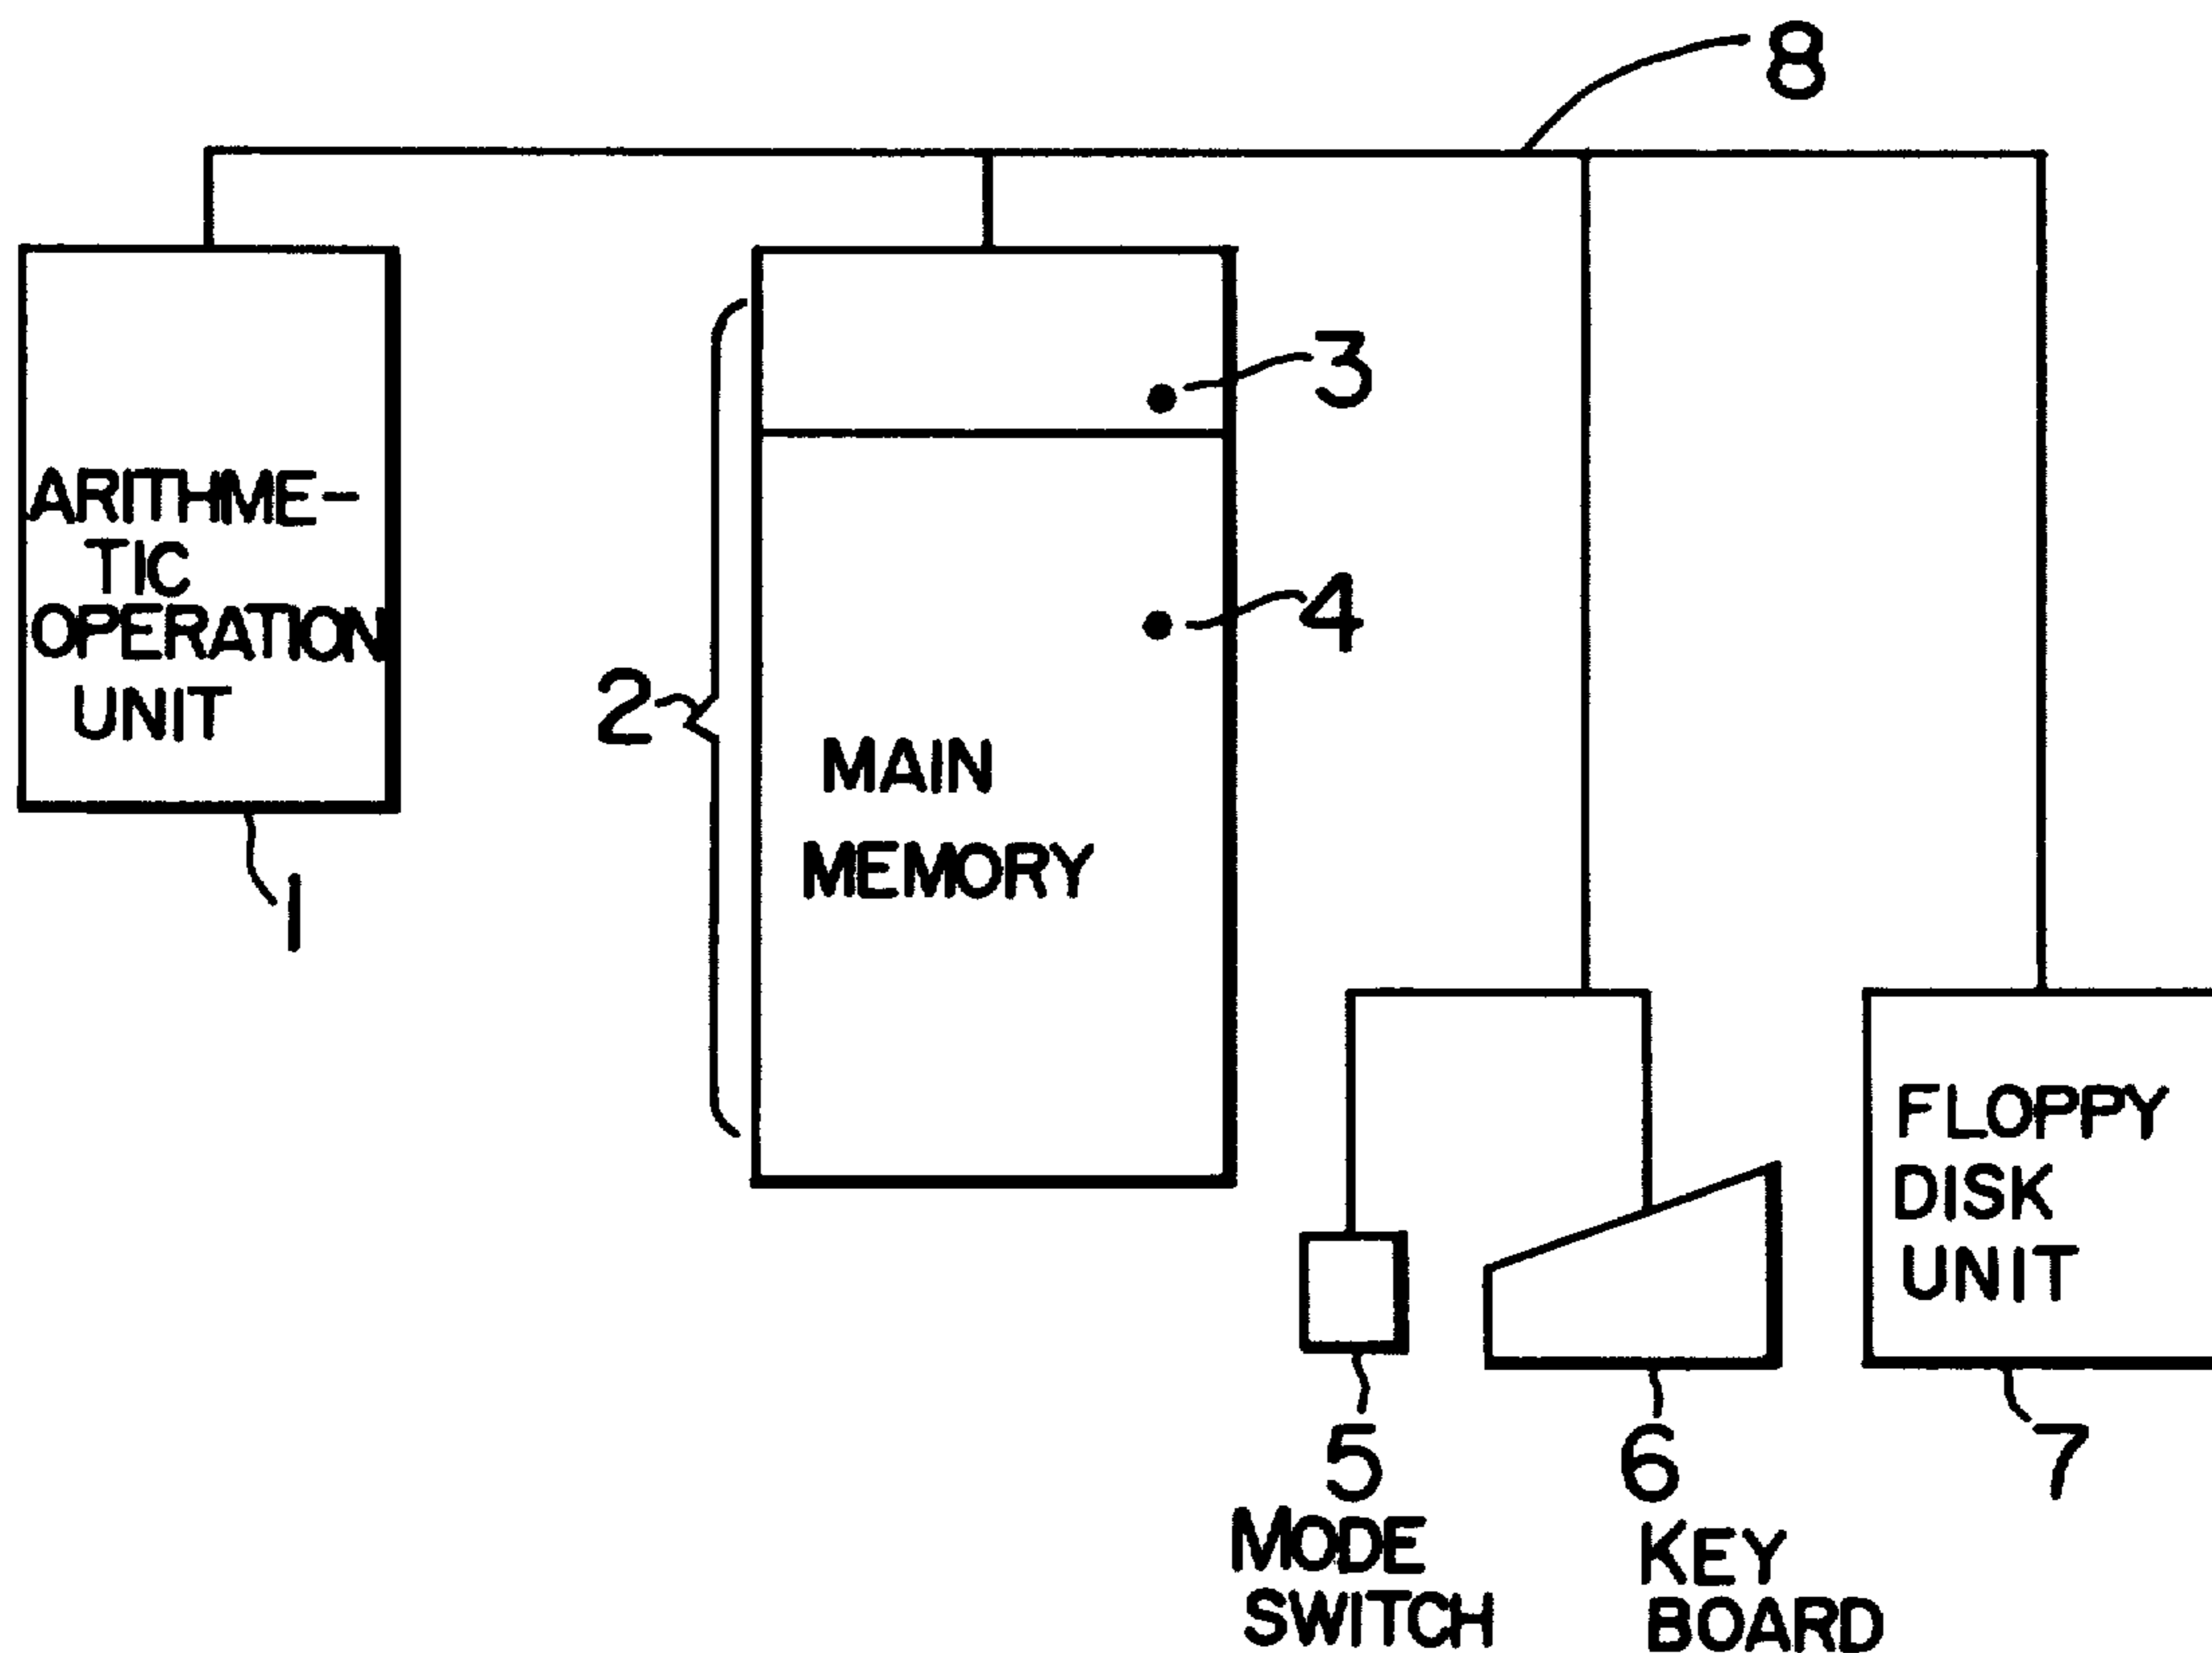 8
ARITHME-
TIC
OPERATION
UNIT
1
2
3
4
MAIN
MEMORY
FLOPPY
DISK
UNIT
5
MODE
SWITCH
6
KEY
BOARD
7